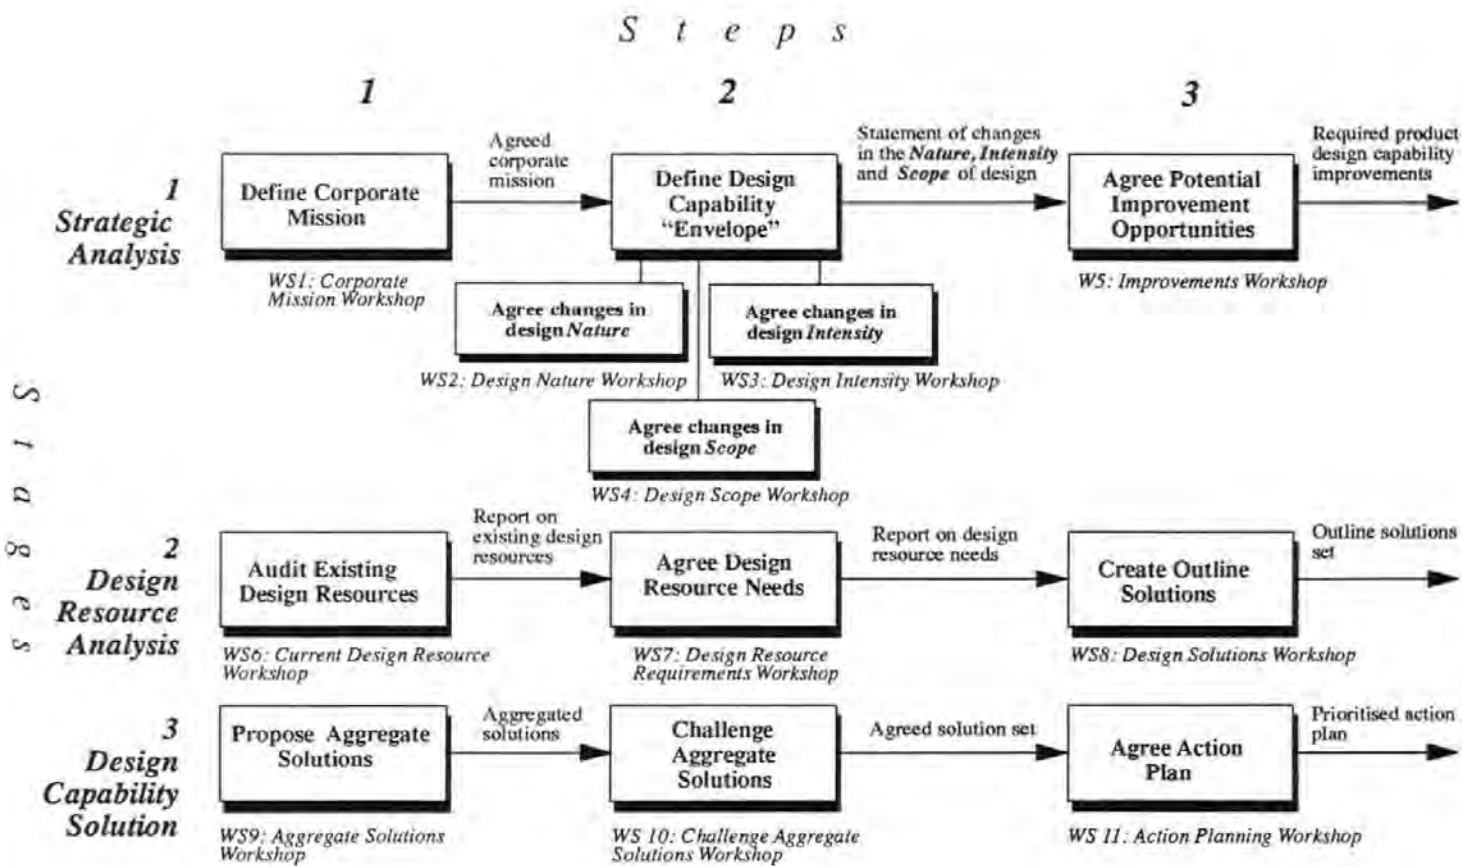 Steps
1
2
3
1
Strategic
Analysis
Define Corporate
Mission
WS1: Corporate
Mission Workshop
Agreed
corporate
mission
Define Design
Capability
“Envelope”
Statement of changes
in the Nature, Intensity
and Scope of design
Agree Potential
Improvement
Opportunities
W5: Improvements Workshop
Required product
design capability
improvements
Agree changes in
design Nature
WS2: Design Nature Workshop
Agree changes in
design Intensity
WS3: Design Intensity Workshop
Agree changes in
design Scope
WS4: Design Scope Workshop
Stages
2
Design
Resource
Analysis
Audit Existing
Design Resources
WS6: Current Design Resource
Workshop
Report on
existing design
resources
Agree Design
Resource Needs
WS7: Design Resource
Requirements Workshop
Report on design
resource needs
Create Outline
Solutions
WS8: Design Solutions Workshop
Outline solutions
set
3
Design
Capability
Solution
Propose Aggregate
Solutions
WS9: Aggregate Solutions
Workshop
Aggregated
solutions
Challenge
Aggregate
Solutions
WS 10: Challenge Aggregate
Solutions Workshop
Agreed solution set
Agree Action
Plan
WS 11: Action Planning Workshop
Prioritised action
plan